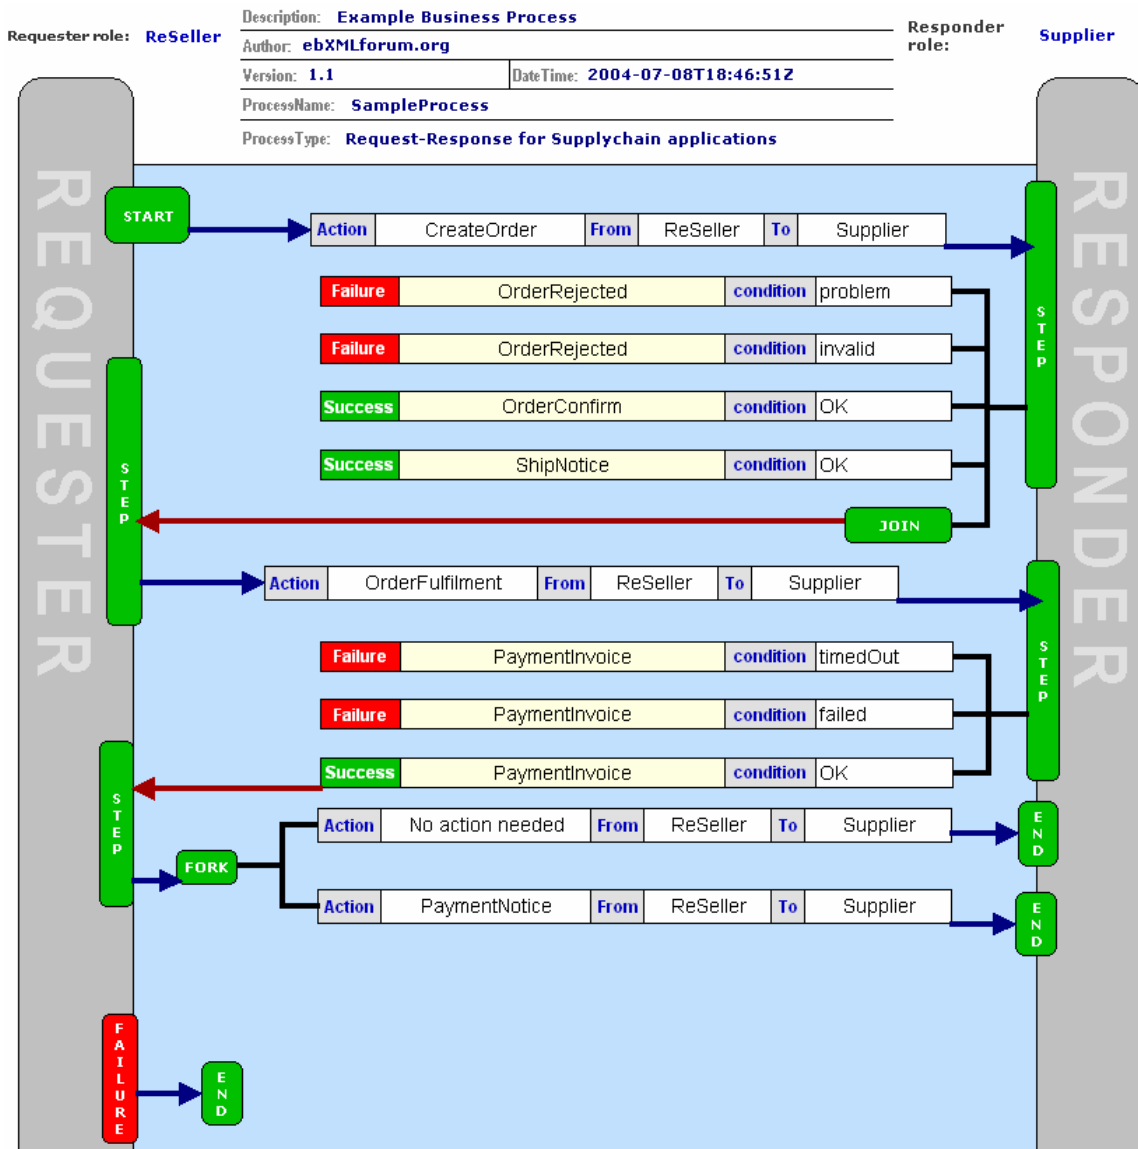 Description: Example Business Process
Requester role: ReSeller
Responder role:
Supplier
Author: ebXMLforum.org
Version: 1.1 DateTime: 2004-07-08T18:46:51Z
ProcessName: SampleProcess
ProcessType: Request-Response for Supplychain applications
REQUESTER
RESPONDER
START
Action CreateOrder From ReSeller To Supplier
STEP
Failure OrderRejected condition problem
Failure OrderRejected condition invalid
Success OrderConfirm condition OK
Success ShipNotice condition OK
STEP
JOIN
Action OrderFulfilment From ReSeller To Supplier
STEP
Failure PaymentInvoice condition timedOut
Failure PaymentInvoice condition failed
Success PaymentInvoice condition OK
STEP
Action No action needed From ReSeller To Supplier
END
FORK
Action PaymentNotice From ReSeller To Supplier
END
FAILURE
END